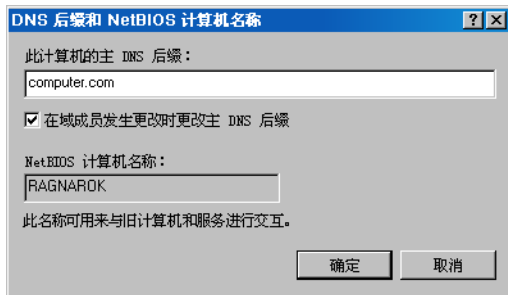 DNS 后缀和 NetBIOS 计算机名称
此计算机的主 DNS 后缀：
computer.com
在域成员发生更改时更改主 DNS 后缀
NetBIOS 计算机名称：
RAGNAROK
此名称可用来与旧计算机和服务进行交互。
确定
取消